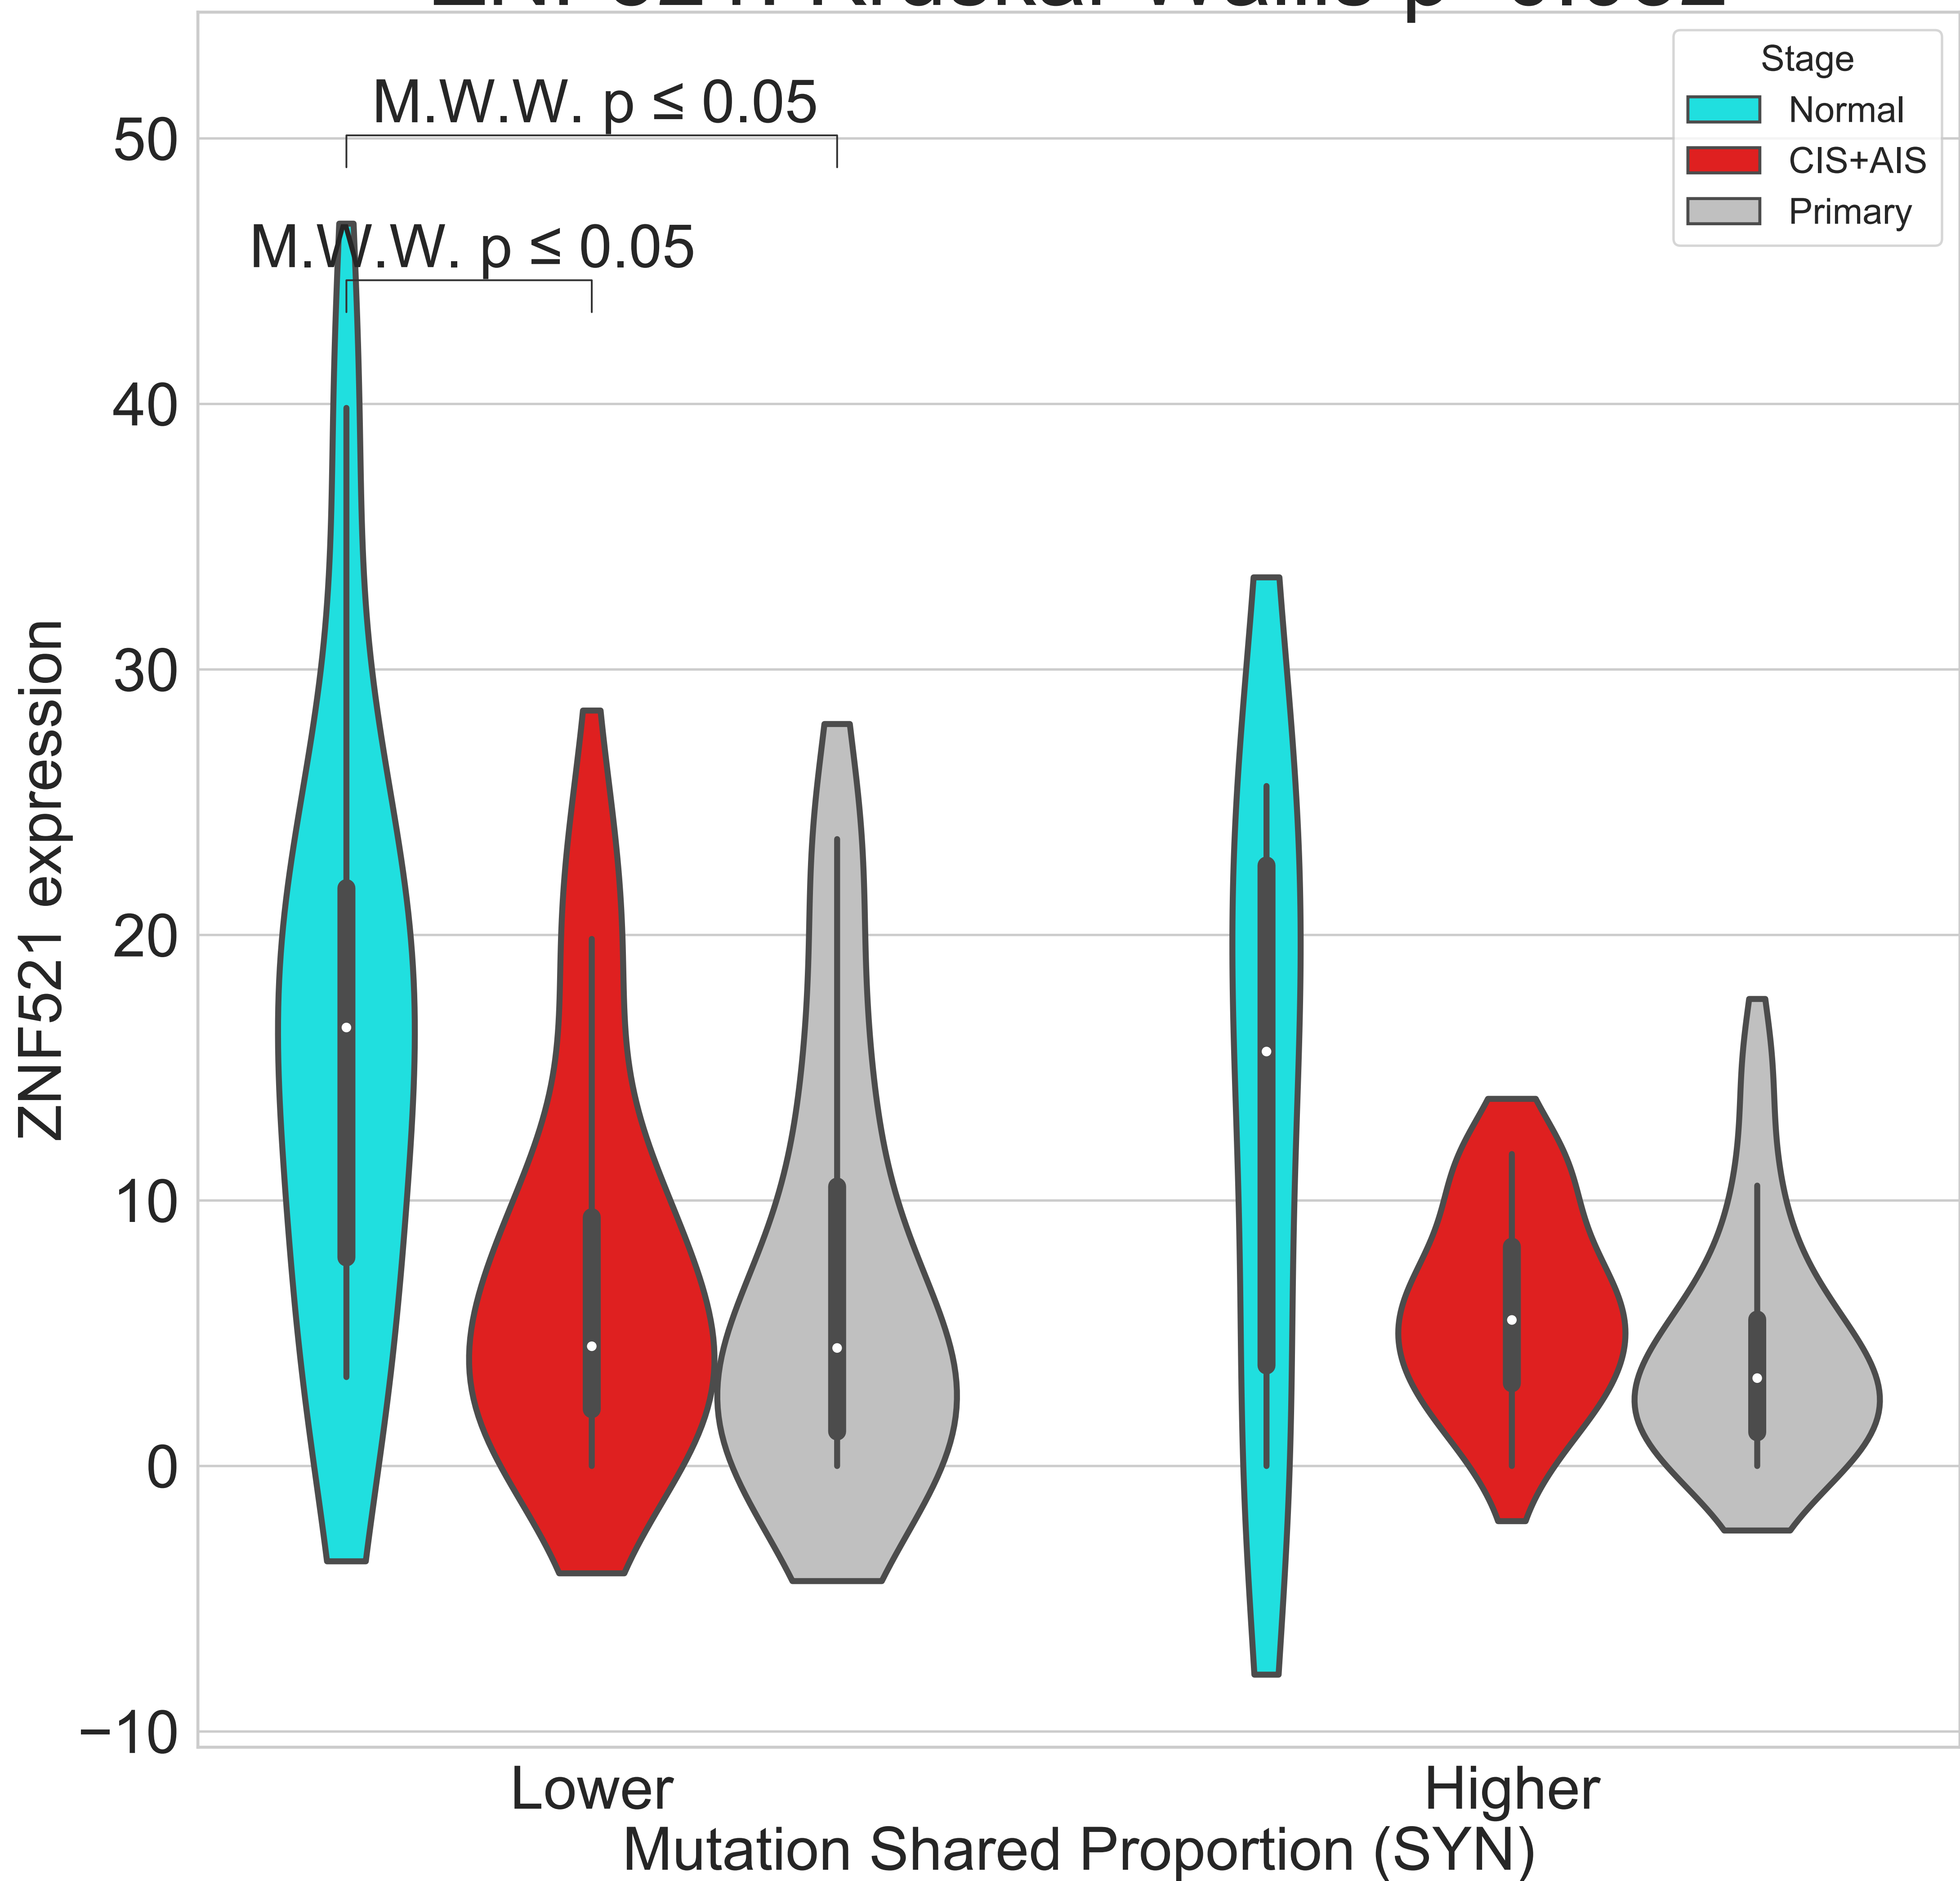 Stage
Normal
CIS+AIS
Primary
M.W.W. p ≤ 0.05
M.W.W. p ≤ 0.05
50
40
30
20
10
0
−10
ZNF521 expression
Lower
Higher
Mutation Shared Proportion (SYN)